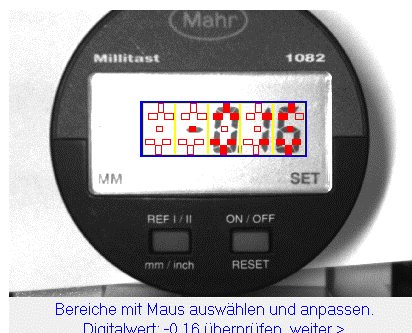 Mahr
Millitast 1082
-0 16
MM SET
REF I / II ON / OFF
mm / inch RESET
Bereiche mit Maus auswählen und anpassen.
Digitalwert: -0.16 überprüfen, weiter >